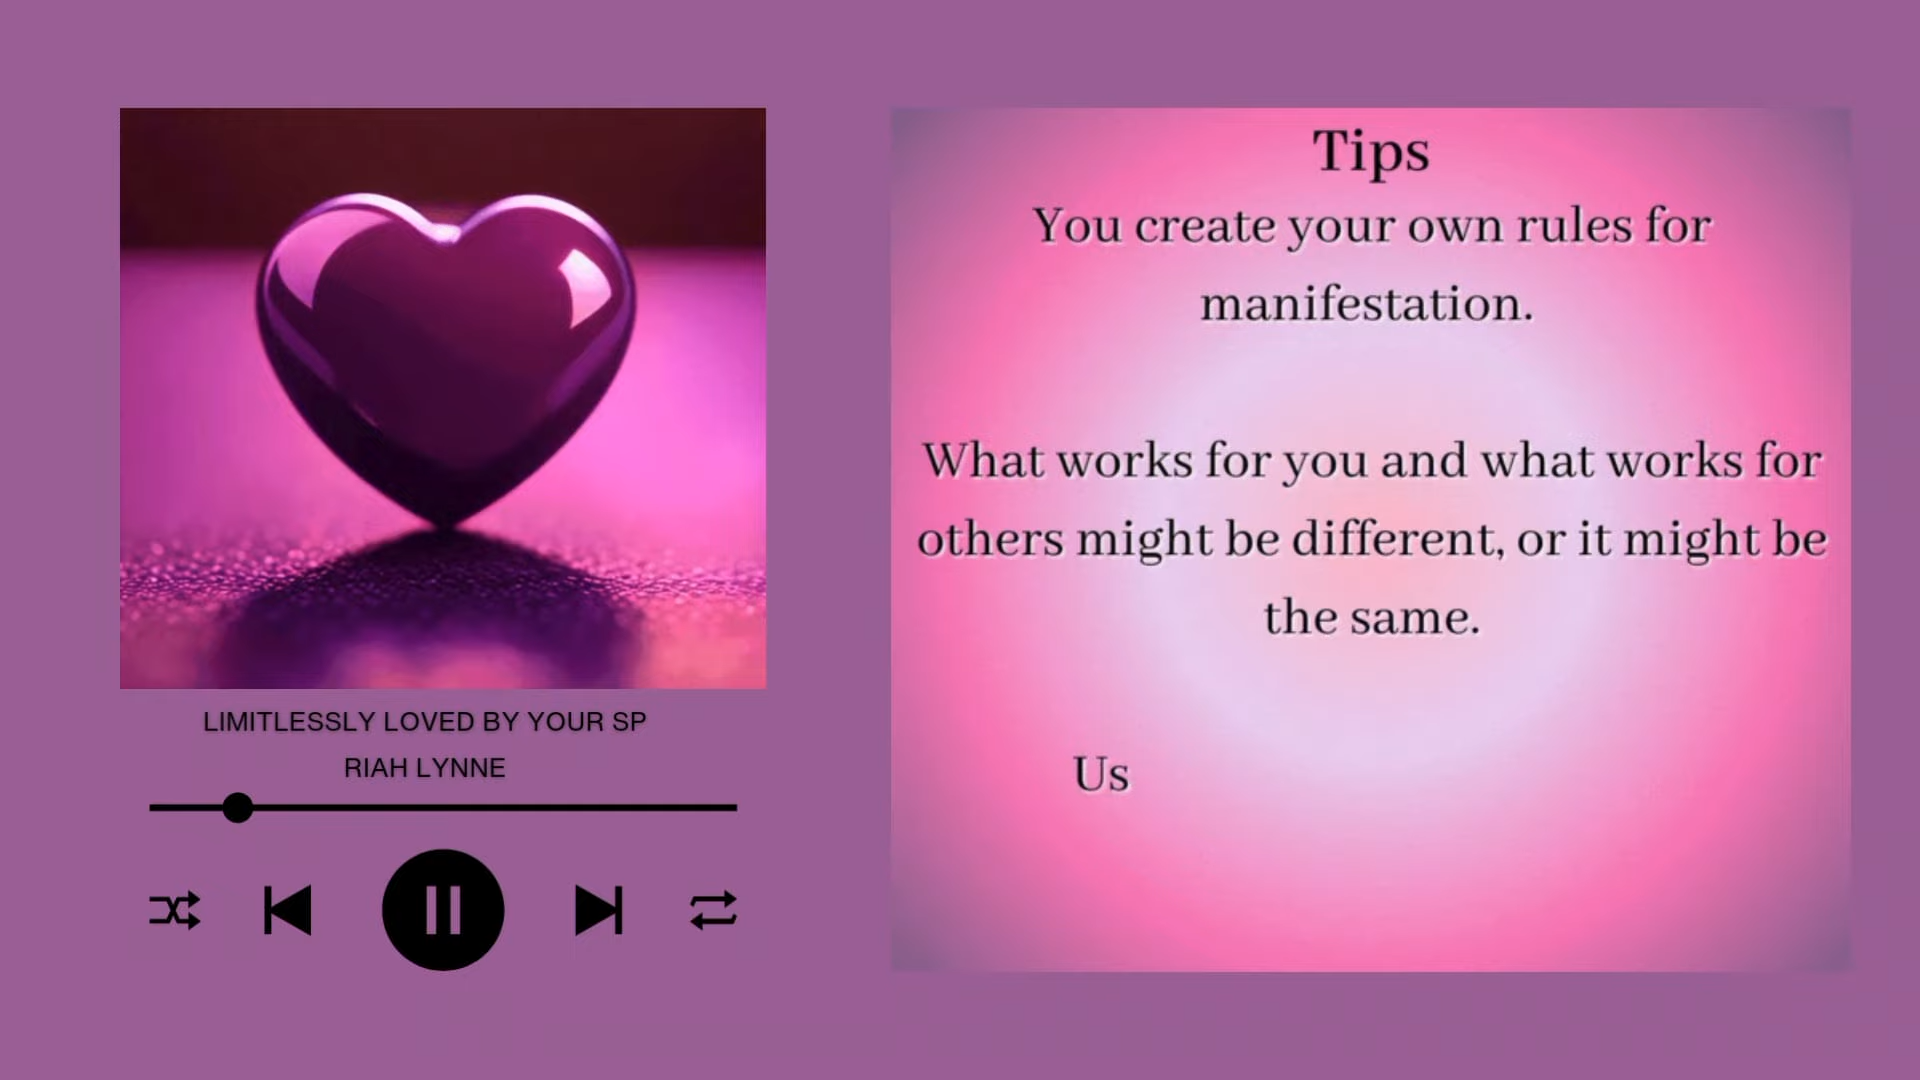 LIMITLESSLY LOVED BY YOUR SP
RIAH LYNNE
Tips
You create your own rules for
manifestation.
What works for you and what works for
others might be different, or it might be
the same.
Us